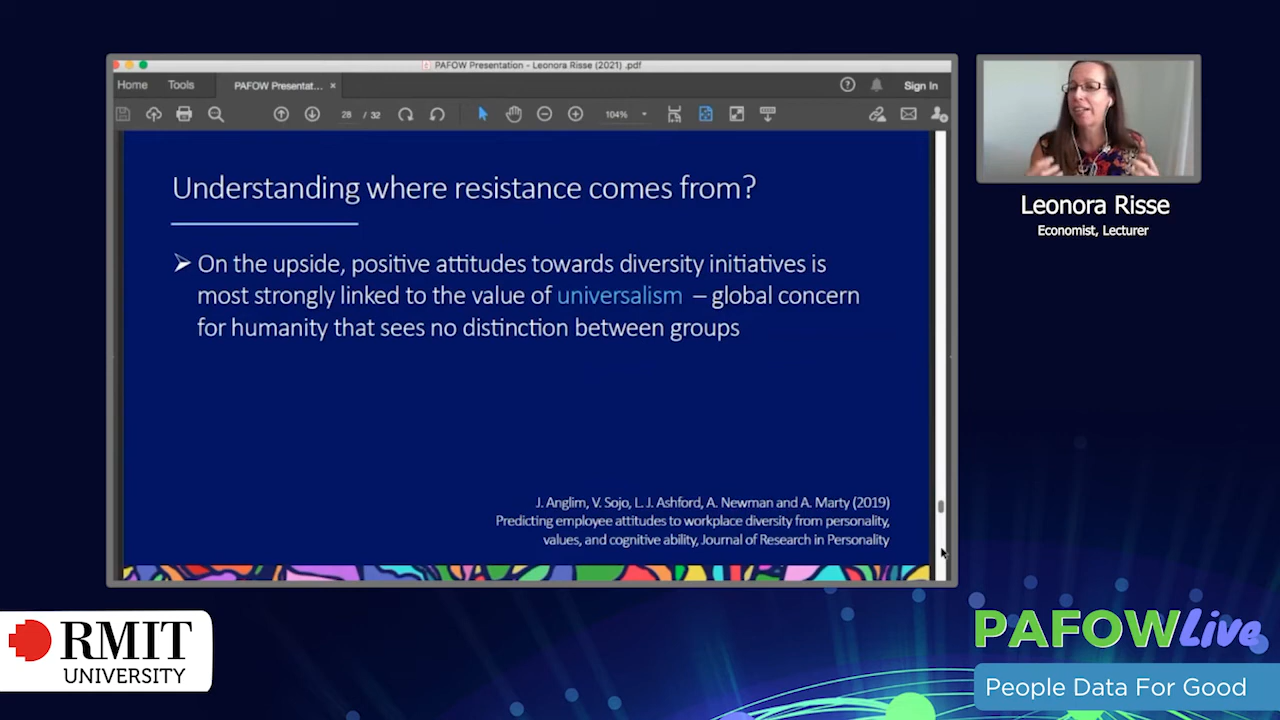 PAFOW Presentation - Leonora Risse (2021) .pdf
Home Tools PAFOW Presentat... × Sign In
28 / 32 104%
Understanding where resistance comes from?
➢ On the upside, positive attitudes towards diversity initiatives is
most strongly linked to the value of universalism – global concern
for humanity that sees no distinction between groups
J. Anglim, V. Sojo, L. J. Ashford, A. Newman and A. Marty (2019)
Predicting employee attitudes to workplace diversity from personality,
values, and cognitive ability, Journal of Research in Personality
Leonora Risse
Economist, Lecturer
RMIT
UNIVERSITY
PAFOW Live
People Data For Good